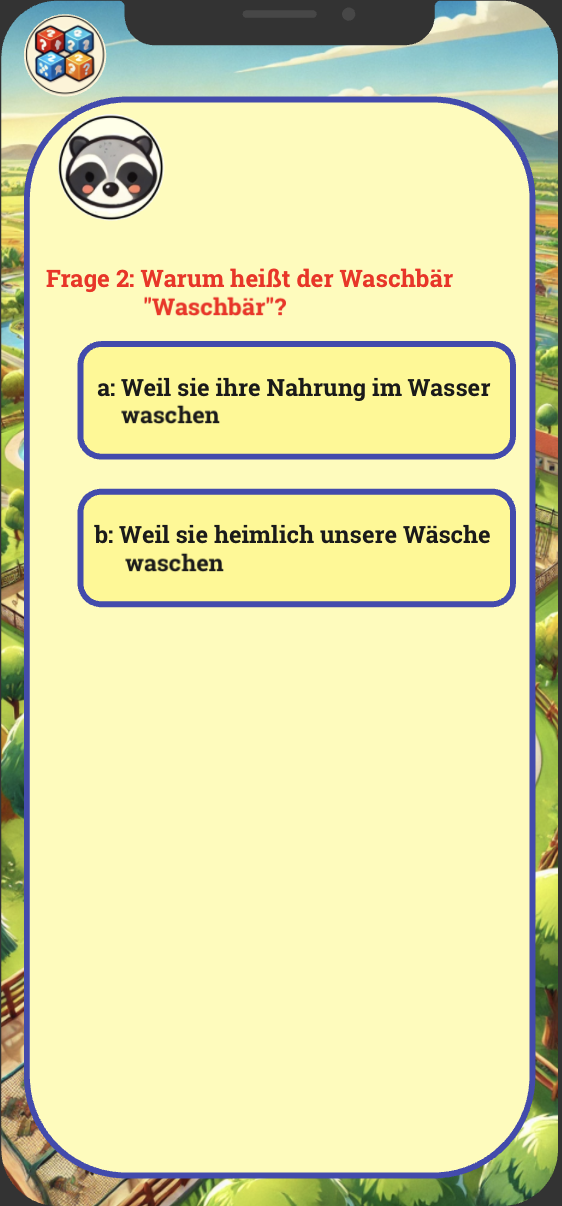 Frage 2: Warum heißt der Waschbär
"Waschbär"?
a: Weil sie ihre Nahrung im Wasser
waschen
b: Weil sie heimlich unsere Wäsche
waschen